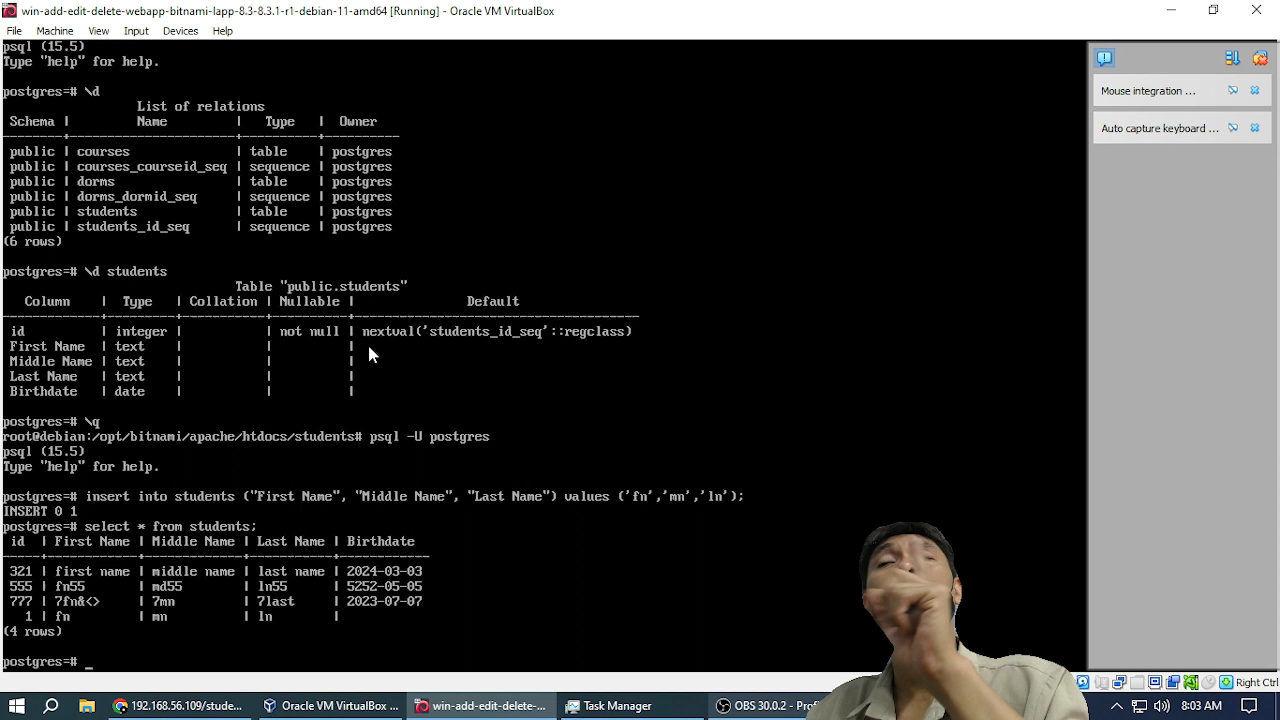 win-add-edit-delete-webapp-bitnami-lapp-8.3-8.3.1-r1-debian-11-amd64 [Running] - Oracle VM VirtualBox
File Machine View Input Devices Help
psql (15.5)
Type "help" for help.
postgres=# \d
List of relations
Schema | Name | Type | Owner
--------+---------------------+----------+----------
public | courses | table | postgres
public | courses_courseid_seq | sequence | postgres
public | dorms | table | postgres
public | dorms_dormid_seq | sequence | postgres
public | students | table | postgres
public | students_id_seq | sequence | postgres
(6 rows)
postgres=# \d students
Table "public.students"
Column | Type | Collation | Nullable | Default
-------------+---------+-----------+----------+--------------------------------------
id | integer | | not null | nextval('students_id_seq'::regclass)
First Name | text | | |
Middle Name | text | | |
Last Name | text | | |
Birthdate | date | | |
postgres=# \q
root@debian:/opt/bitnami/apache/htdocs/students# psql -U postgres
psql (15.5)
Type "help" for help.
postgres=# insert into students ("First Name", "Middle Name", "Last Name") values ('fn','mn','ln');
INSERT 0 1
postgres=# select * from students;
id | First Name | Middle Name | Last Name | Birthdate
-----+------------+-------------+-----------+------------
321 | first name | middle name | last name | 2024-03-03
555 | fn55 | md55 | ln55 | 5252-05-05
777 | 7fn&<> | 7mn | 7last | 2023-07-07
1 | fn | mn | ln |
(4 rows)
postgres=# _
Mouse integration ...
Auto capture keyboard ...
Right Ctrl
192.168.56.109/stude...
Oracle VM VirtualBox ...
win-add-edit-delete-...
Task Manager
OBS 30.0.2 - Pro
8:03 AM